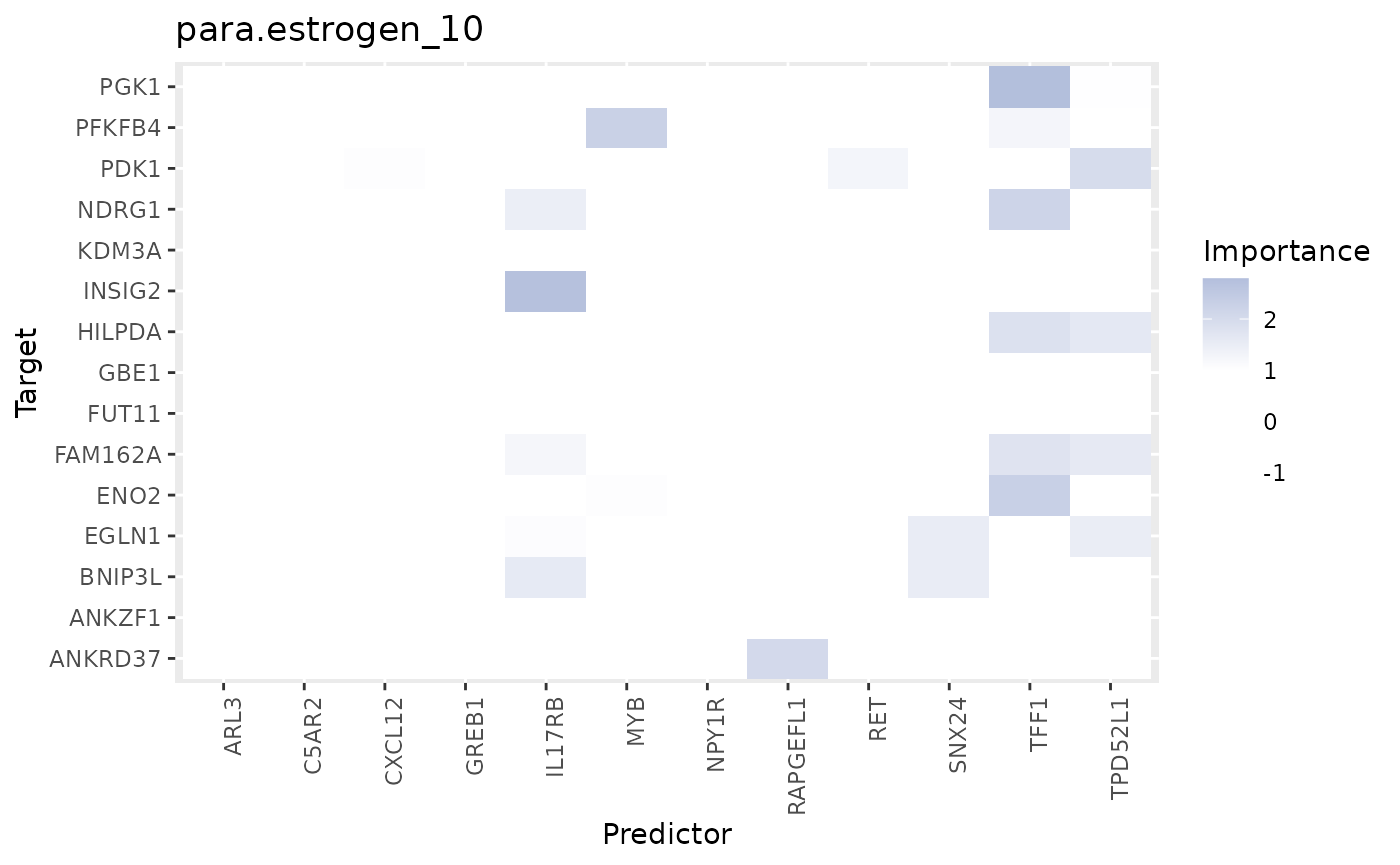 para.estrogen_10
PGK1
PFKFB4
PDK1
NDRG1
KDM3A
INSIG2
HILPDA
GBE1
FUT11
FAM162A
ENO2
EGLN1
BNIP3L
ANKZF1
ANKRD37
Target
ARL3
C5AR2
CXCL12
GREB1
IL17RB
MYB
NPY1R
RAPGEFL1
RET
SNX24
TFF1
TPD52L1
Predictor
Importance
2
1
0
-1